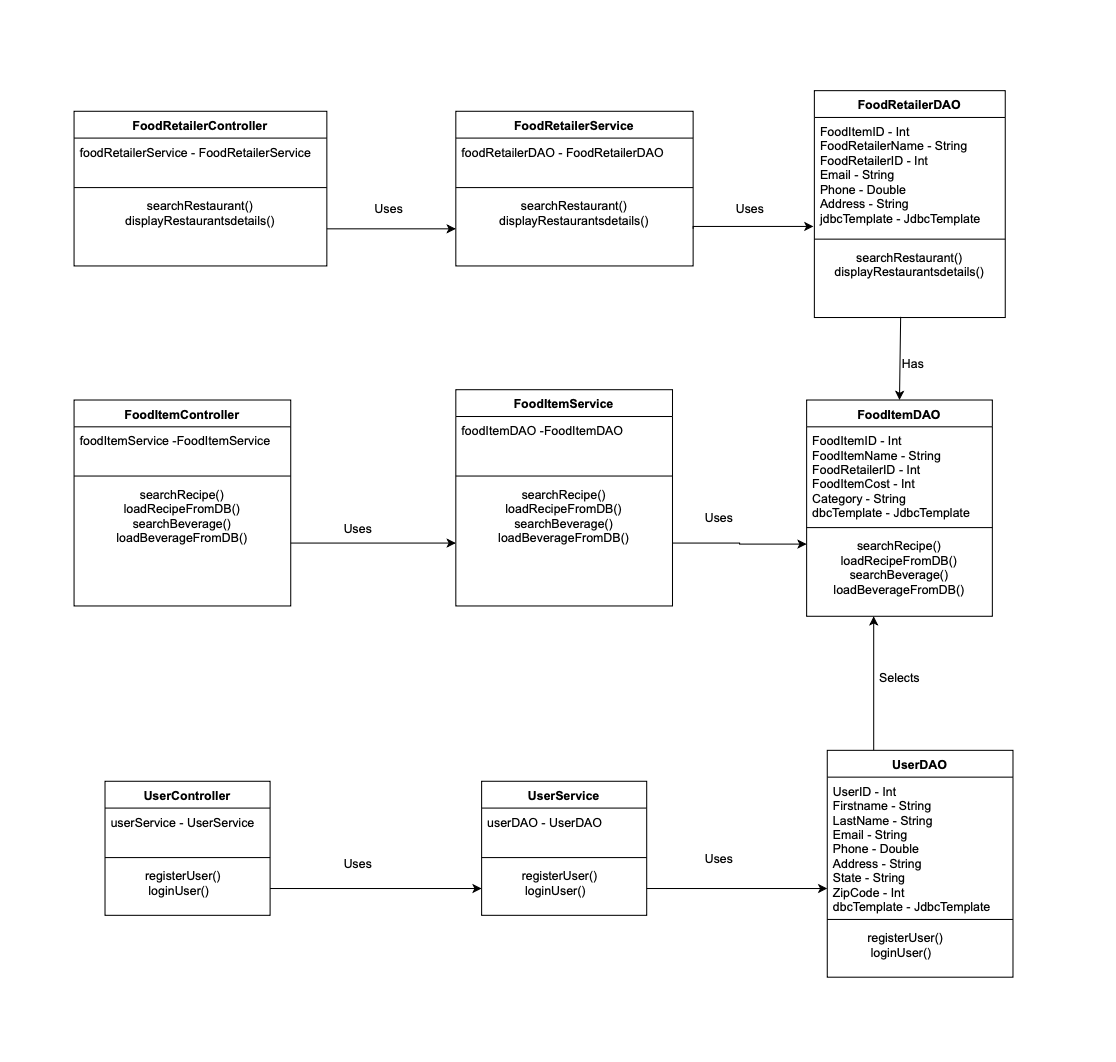 FoodRetailerController
foodRetailerService - FoodRetailerService
searchRestaurant()
displayRestaurantsdetails()
Uses
FoodRetailerService
foodRetailerDAO - FoodRetailerDAO
searchRestaurant()
displayRestaurantsdetails()
Uses
FoodRetailerDAO
FoodItemID - Int
FoodRetailerName - String
FoodRetailerID - Int
Email - String
Phone - Double
Address - String
jdbcTemplate - JdbcTemplate
searchRestaurant()
displayRestaurantsdetails()
Has
FoodItemController
foodItemService -FoodItemService
searchRecipe()
loadRecipeFromDB()
searchBeverage()
loadBeverageFromDB()
Uses
FoodItemService
foodItemDAO -FoodItemDAO
searchRecipe()
loadRecipeFromDB()
searchBeverage()
loadBeverageFromDB()
Uses
FoodItemDAO
FoodItemID - Int
FoodItemName - String
FoodRetailerID - Int
FoodItemCost - Int
Category - String
dbcTemplate - JdbcTemplate
searchRecipe()
loadRecipeFromDB()
searchBeverage()
loadBeverageFromDB()
Selects
UserController
userService - UserService
registerUser()
loginUser()
Uses
UserService
userDAO - UserDAO
registerUser()
loginUser()
Uses
UserDAO
UserID - Int
Firstname - String
LastName - String
Email - String
Phone - Double
Address - String
State - String
ZipCode - Int
dbcTemplate - JdbcTemplate
registerUser()
loginUser()